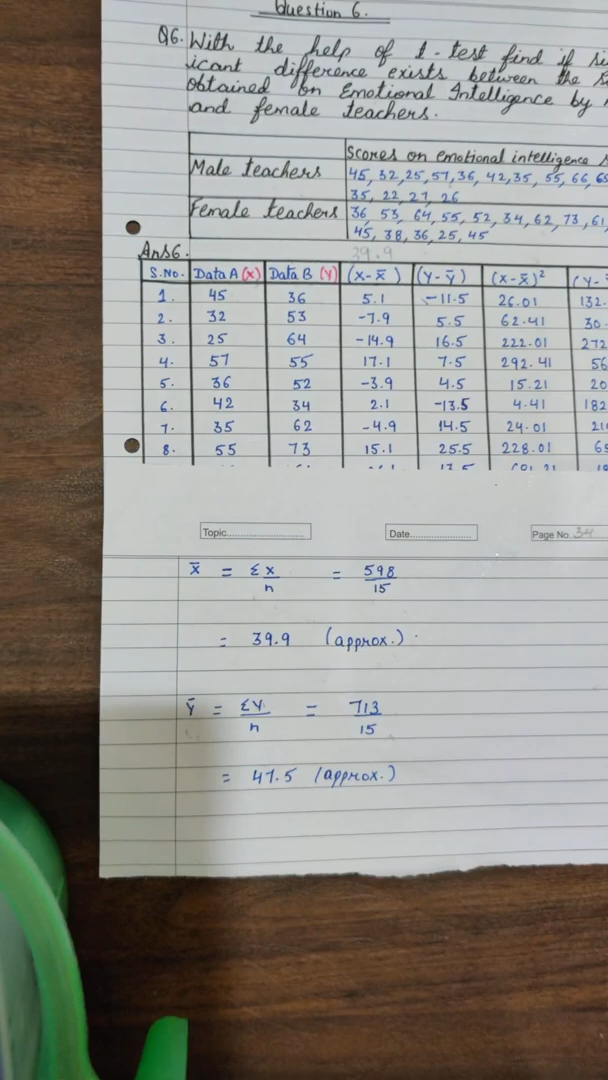 Question 6.
Q6. With the help of t-test find if
icant difference exists between the
obtained on Emotional Intelligence by
and female teachers.
Scores on emotional intelligence
Male teachers 45, 32, 25, 57, 36, 42, 35, 55, 66,
35, 22, 27, 26
Female teachers 36, 53, 64, 55, 52, 34, 62, 73, 61,
45, 38, 36, 25, 45
39.9
Ans6.
S.No. Data A (X) Data B (Y) (X-X̄) (Y-Ȳ) (X-X̄)² (Y-
1. 45 36 5.1 -11.5 26.01 132.
2. 32 53 -7.9 5.5 62.41 30.
3. 25 64 -14.9 16.5 222.01 272
4. 57 55 17.1 7.5 292.41 56
5. 36 52 -3.9 4.5 15.21 20
6. 42 34 2.1 -13.5 4.41 182
7. 35 62 -4.9 14.5 24.01 210
8. 55 73 15.1 25.5 228.01 65
Topic.......................... Date.................... Page No. 34
X̄ = Σx/n = 598/15
= 39.9 (approx.)
Ȳ = ΣY/n = 713/15
= 47.5 (approx.)